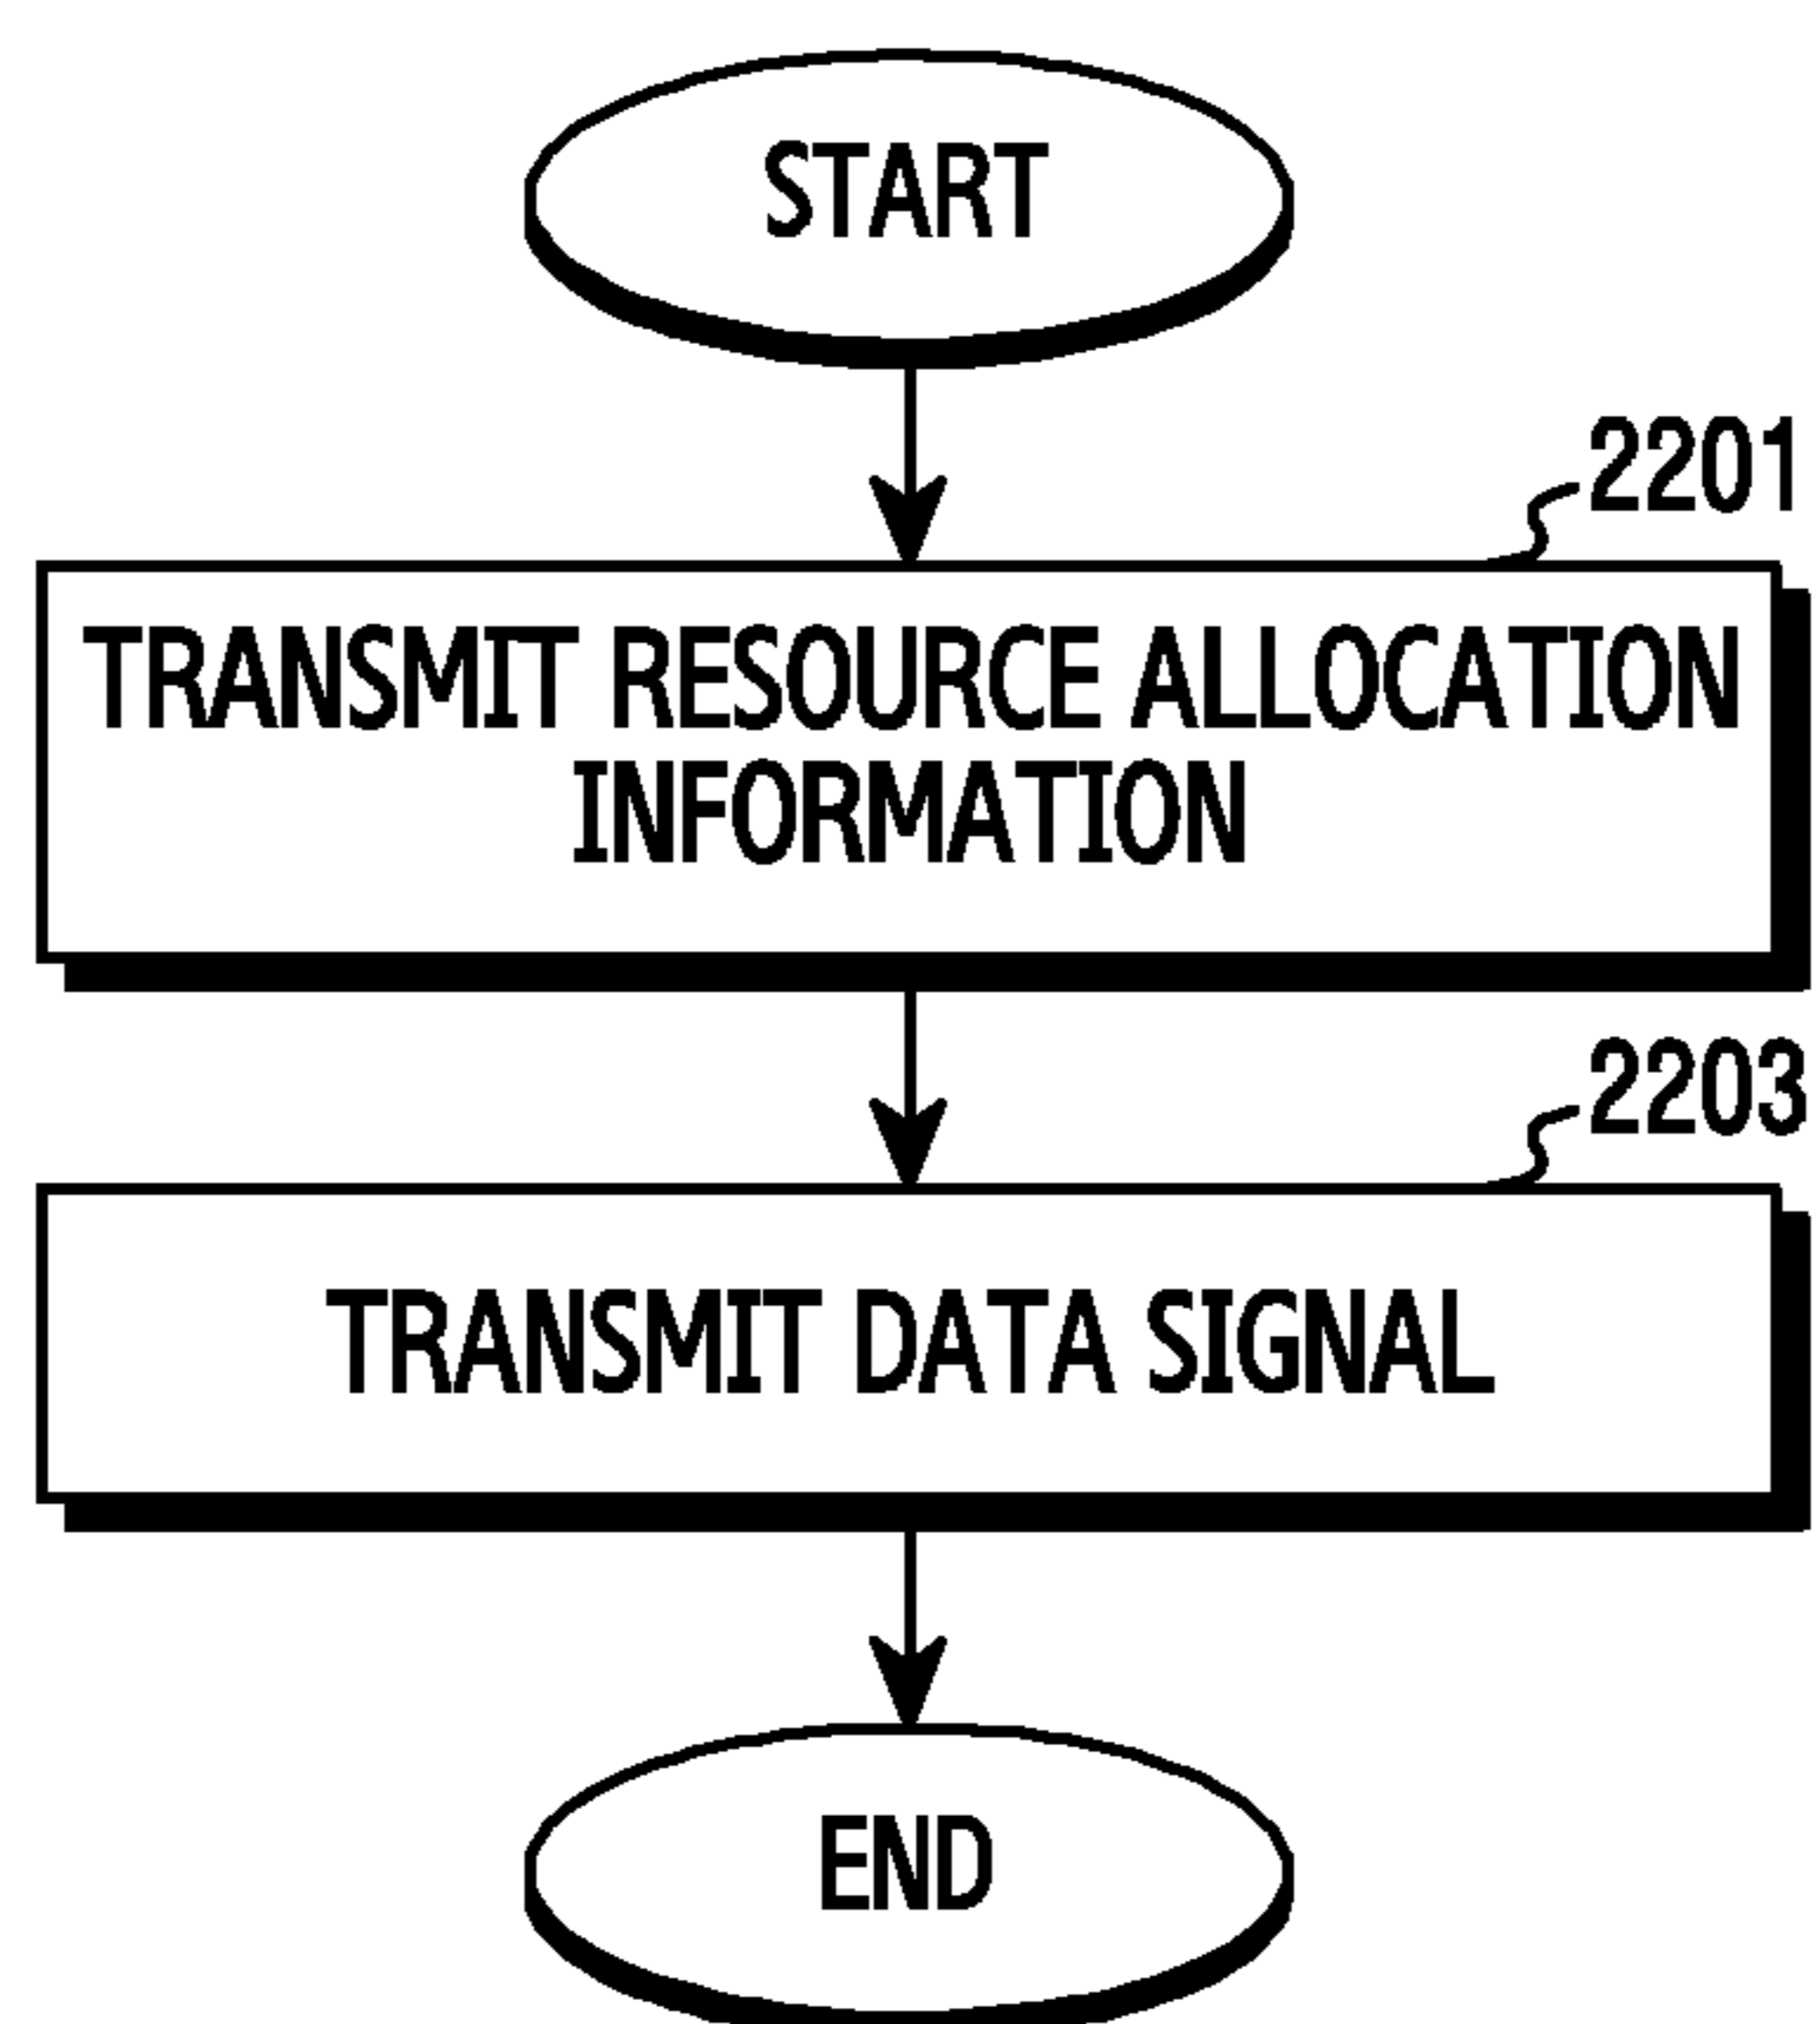 START
2201
TRANSMIT RESOURCE ALLOCATION
INFORMATION
2203
TRANSMIT DATA SIGNAL
END